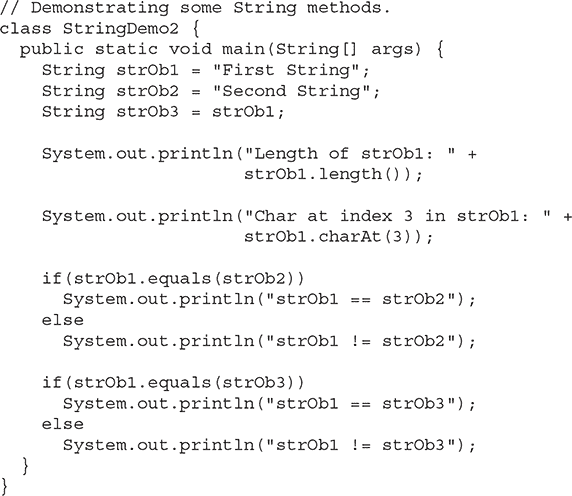 // Demonstrating some String methods.
class StringDemo2 {
  public static void main(String[] args) {
    String strOb1 = "First String";
    String strOb2 = "Second String";
    String strOb3 = strOb1;

    System.out.println("Length of strOb1: " +
                       strOb1.length());

    System.out.println("Char at index 3 in strOb1: " +
                       strOb1.charAt(3));

    if(strOb1.equals(strOb2))
      System.out.println("strOb1 == strOb2");
    else
      System.out.println("strOb1 != strOb2");

    if(strOb1.equals(strOb3))
      System.out.println("strOb1 == strOb3");
    else
      System.out.println("strOb1 != strOb3");
  }
}